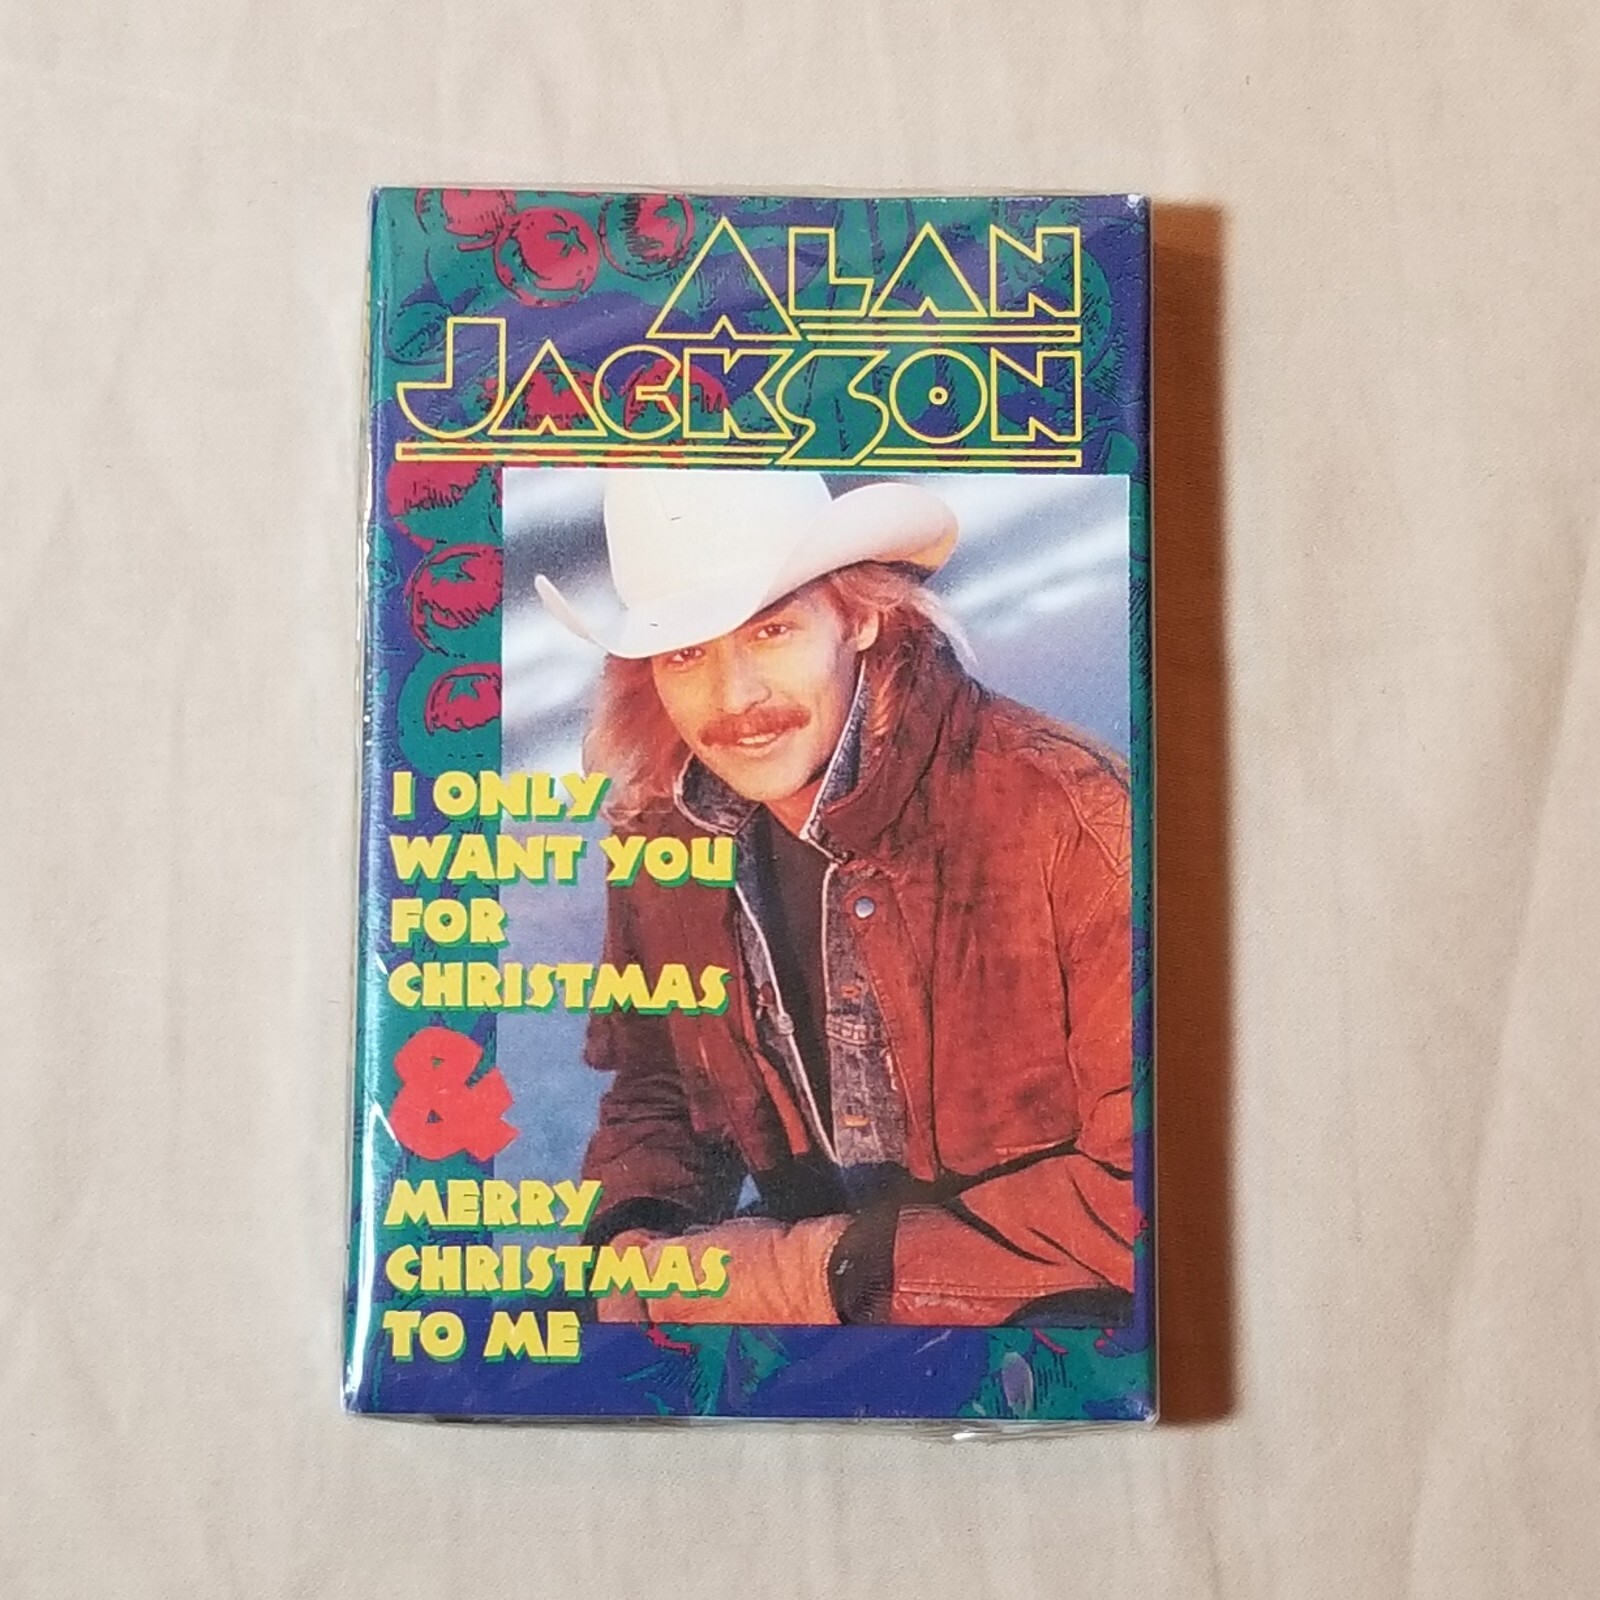 ALAN
JACKSON
I ONLY
WANT YOU
FOR
CHRISTMAS
&
MERRY
CHRISTMAS
TO ME